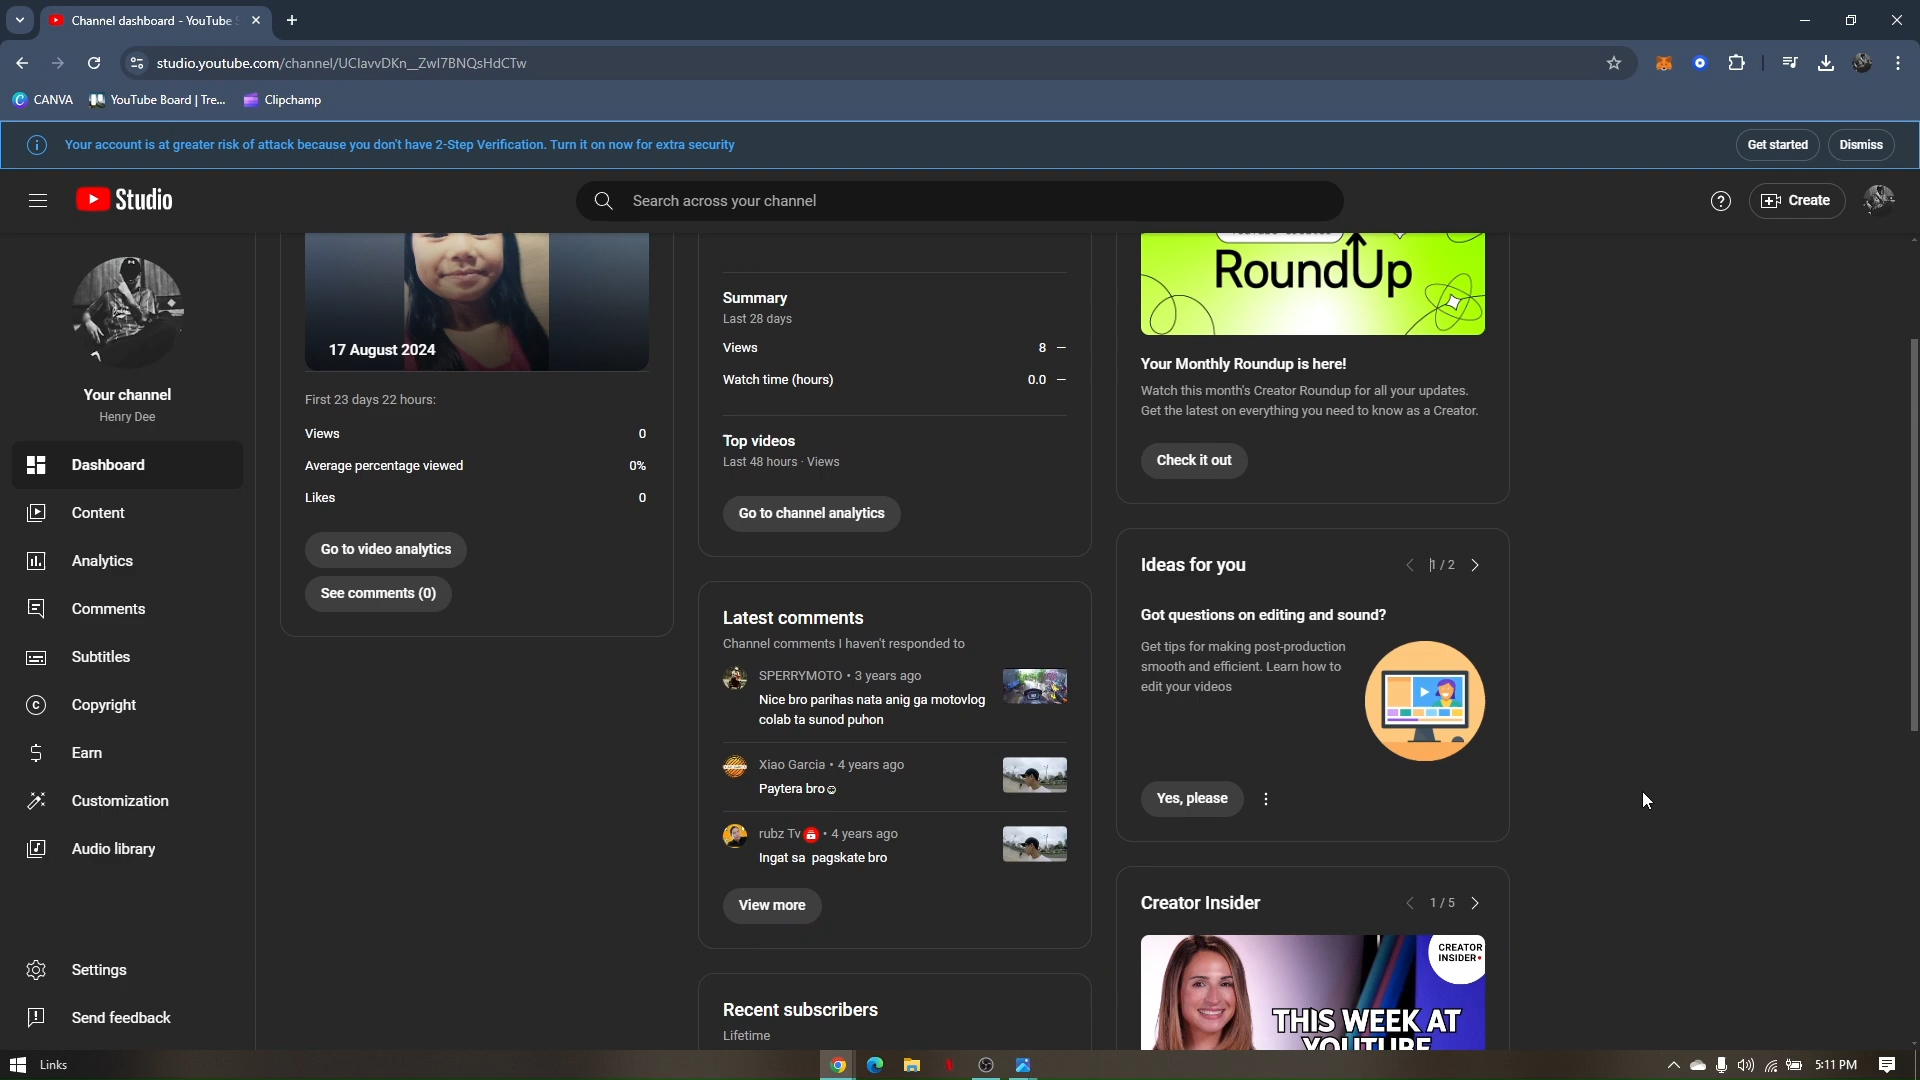 Channel dashboard - YouTube
studio.youtube.com/channel/UClavvDKn__Zwl7BNQsHdCTw
CANVA
YouTube Board | Tre...
Clipchamp
Your account is at greater risk of attack because you don't have 2-Step Verification. Turn it on now for extra security
Get started
Dismiss
Studio
Search across your channel
Create
Your channel
Henry Dee
Dashboard
Content
Analytics
Comments
Subtitles
Copyright
Earn
Customization
Audio library
Settings
Send feedback
17 August 2024
First 23 days 22 hours:
Views 0
Average percentage viewed 0%
Likes 0
Go to video analytics
See comments (0)
Summary
Last 28 days
Views 8 —
Watch time (hours) 0.0 —
Top videos
Last 48 hours · Views
Go to channel analytics
Latest comments
Channel comments I haven't responded to
SPERRYMOTO • 3 years ago
Nice bro parihas nata anig ga motovlog
colab ta sunod puhon
Xiao Garcia • 4 years ago
Paytera bro☺
rubz Tv • 4 years ago
Ingat sa pagskate bro
View more
Recent subscribers
Lifetime
RoundUp
Your Monthly Roundup is here!
Watch this month's Creator Roundup for all your updates.
Get the latest on everything you need to know as a Creator.
Check it out
Ideas for you
1 / 2
Got questions on editing and sound?
Get tips for making post-production
smooth and efficient. Learn how to
edit your videos
Yes, please
Creator Insider
1 / 5
CREATOR
INSIDER
THIS WEEK AT
YOUTUBE
Links
5:11 PM